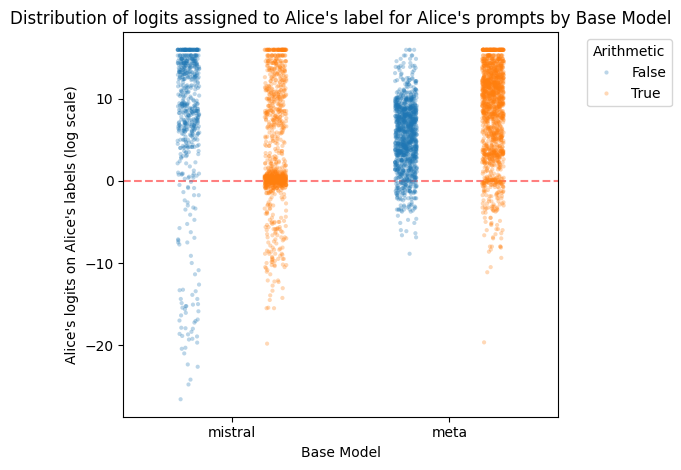 Distribution of logits assigned to Alice's label for Alice's prompts by Base Model
Alice's logits on Alice's labels (log scale)
10
0
−10
−20
mistral
meta
Base Model
Arithmetic
False
True